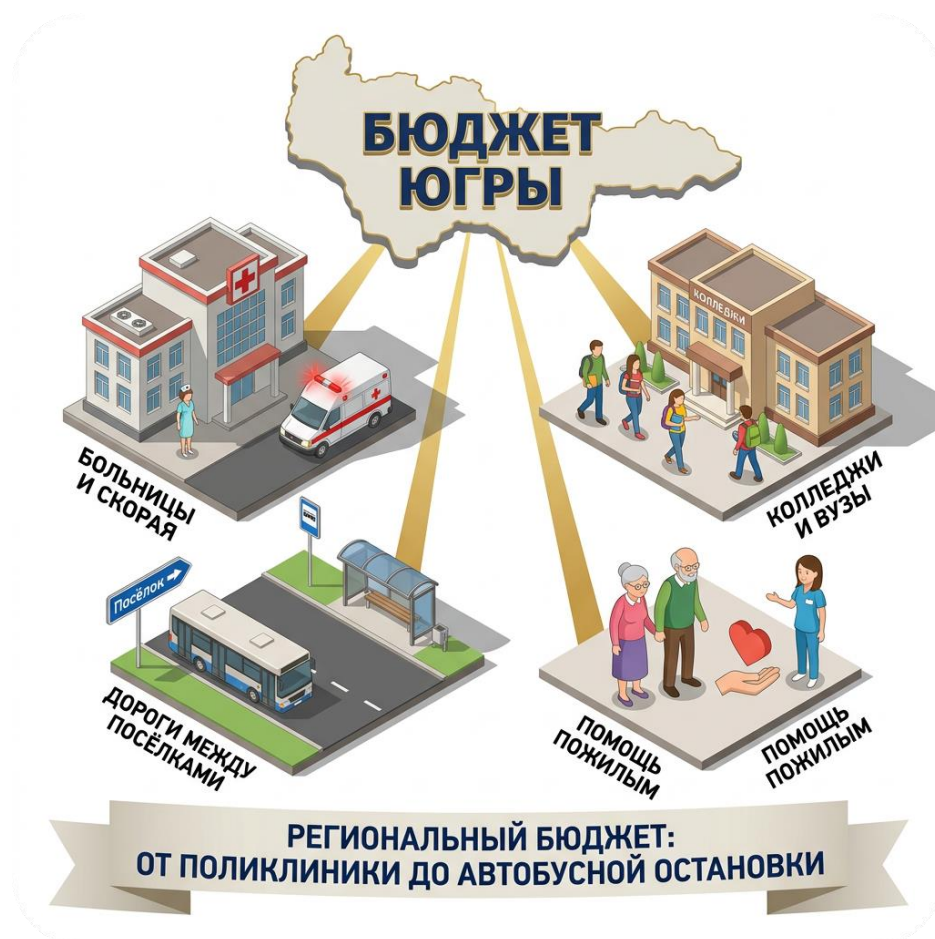 БЮДЖЕТ
ЮГРЫ
КОЛЛЕДЖИ
БОЛЬНИЦЫ
И СКОРАЯ
КОЛЛЕДЖИ
И ВУЗЫ
Посёлок
ДОРОГИ МЕЖДУ
ПОСЁЛКАМИ
ПОМОЩЬ
ПОЖИЛЫМ
ПОМОЩЬ
ПОЖИЛЫМ
РЕГИОНАЛЬНЫЙ БЮДЖЕТ:
ОТ ПОЛИКЛИНИКИ ДО АВТОБУСНОЙ ОСТАНОВКИ